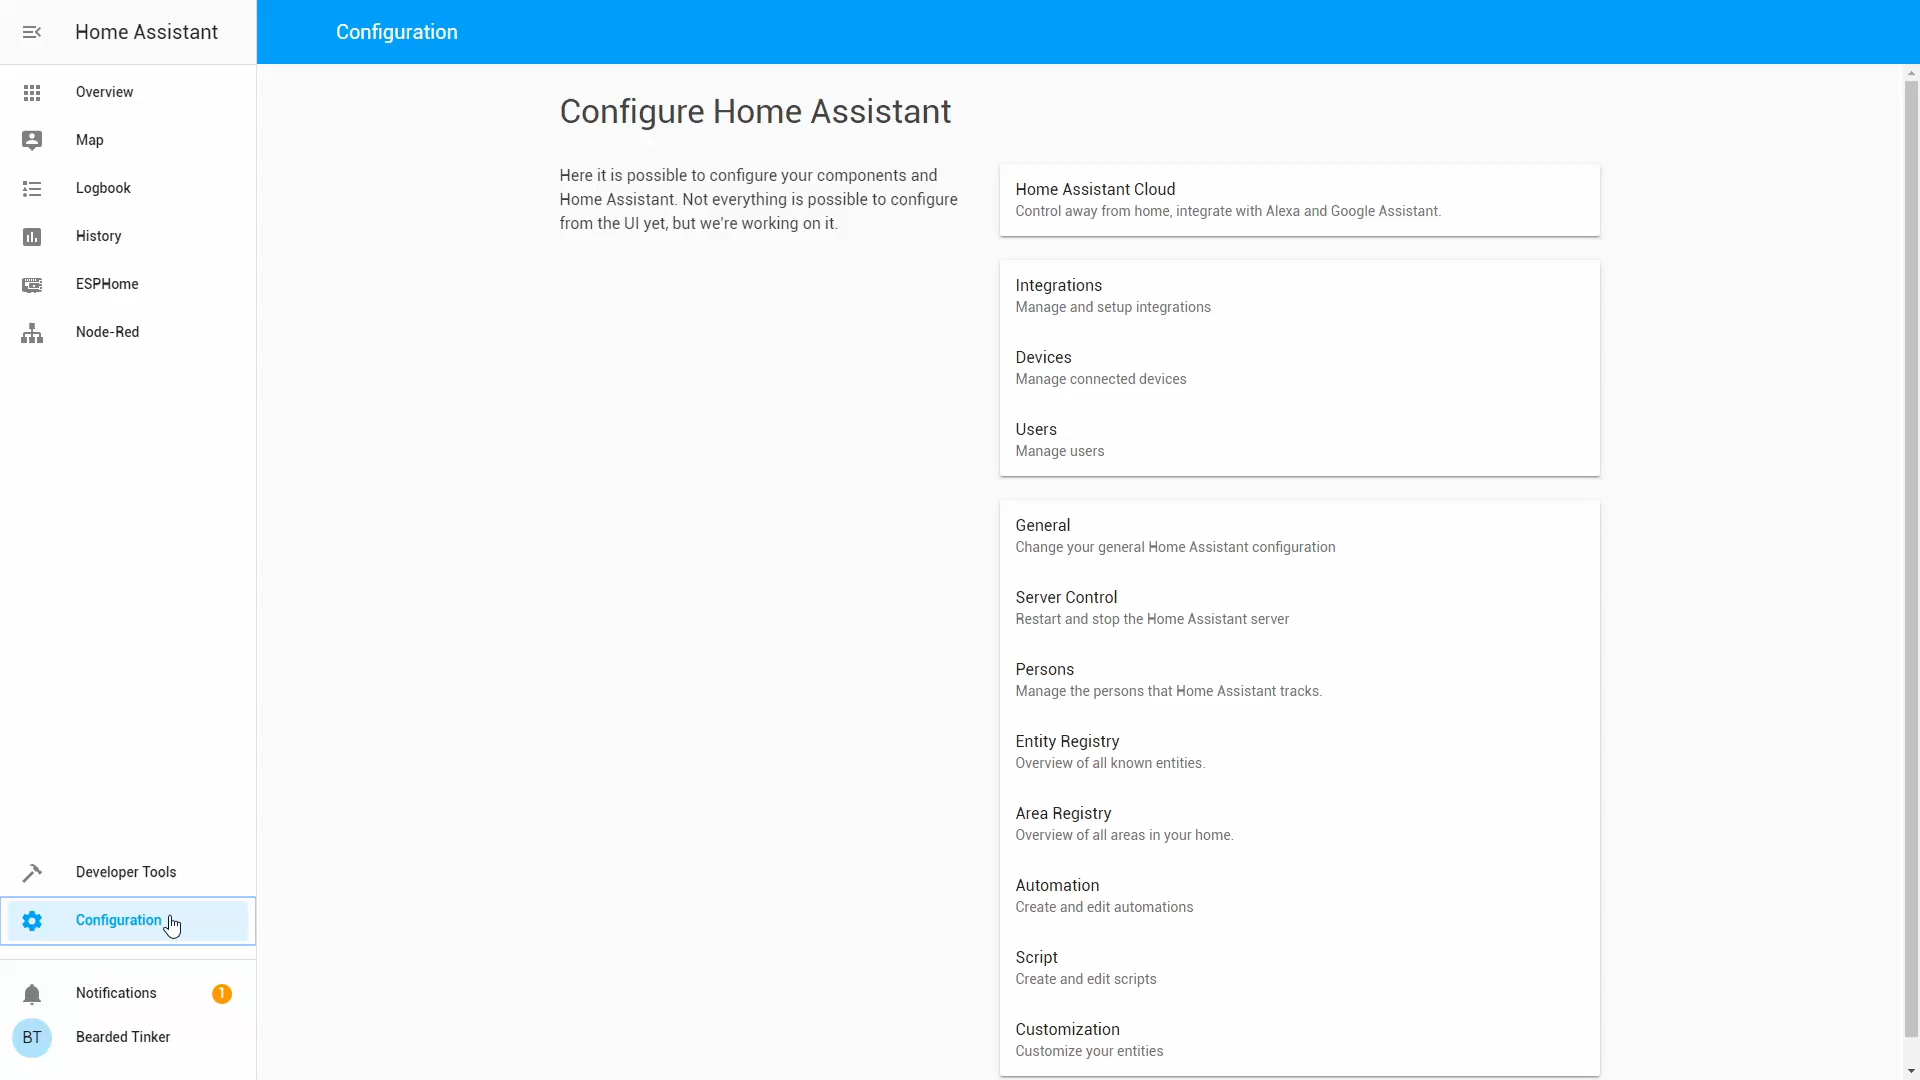 Home Assistant
Configuration
Overview
Map
Logbook
History
ESPHome
Node-Red
Developer Tools
Configuration
Notifications
1
BT
Bearded Tinker
Configure Home Assistant
Here it is possible to configure your components and
Home Assistant. Not everything is possible to configure
from the UI yet, but we're working on it.
Home Assistant Cloud
Control away from home, integrate with Alexa and Google Assistant.
Integrations
Manage and setup integrations
Devices
Manage connected devices
Users
Manage users
General
Change your general Home Assistant configuration
Server Control
Restart and stop the Home Assistant server
Persons
Manage the persons that Home Assistant tracks.
Entity Registry
Overview of all known entities.
Area Registry
Overview of all areas in your home.
Automation
Create and edit automations
Script
Create and edit scripts
Customization
Customize your entities